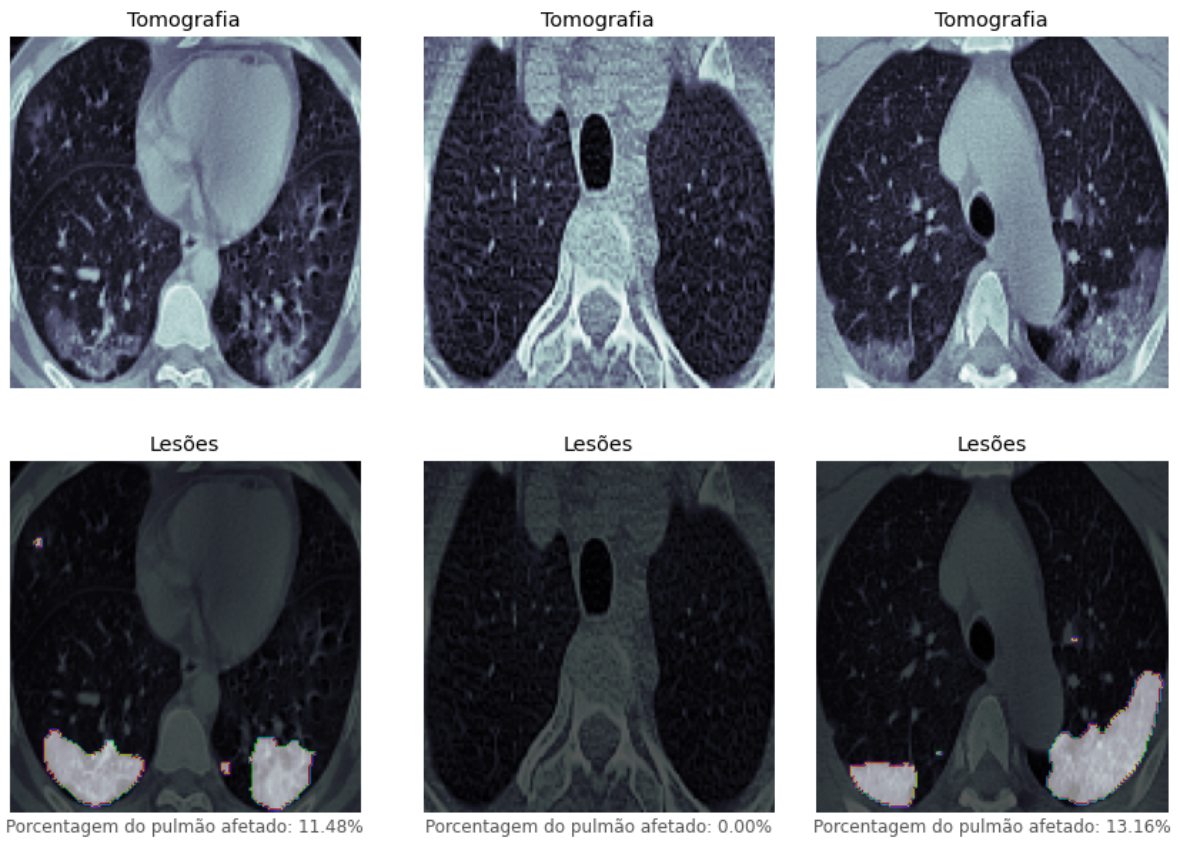 Tomografia
Tomografia
Tomografia
Lesões
Lesões
Lesões
Porcentagem do pulmão afetado: 11.48%
Porcentagem do pulmão afetado: 0.00%
Porcentagem do pulmão afetado: 13.16%